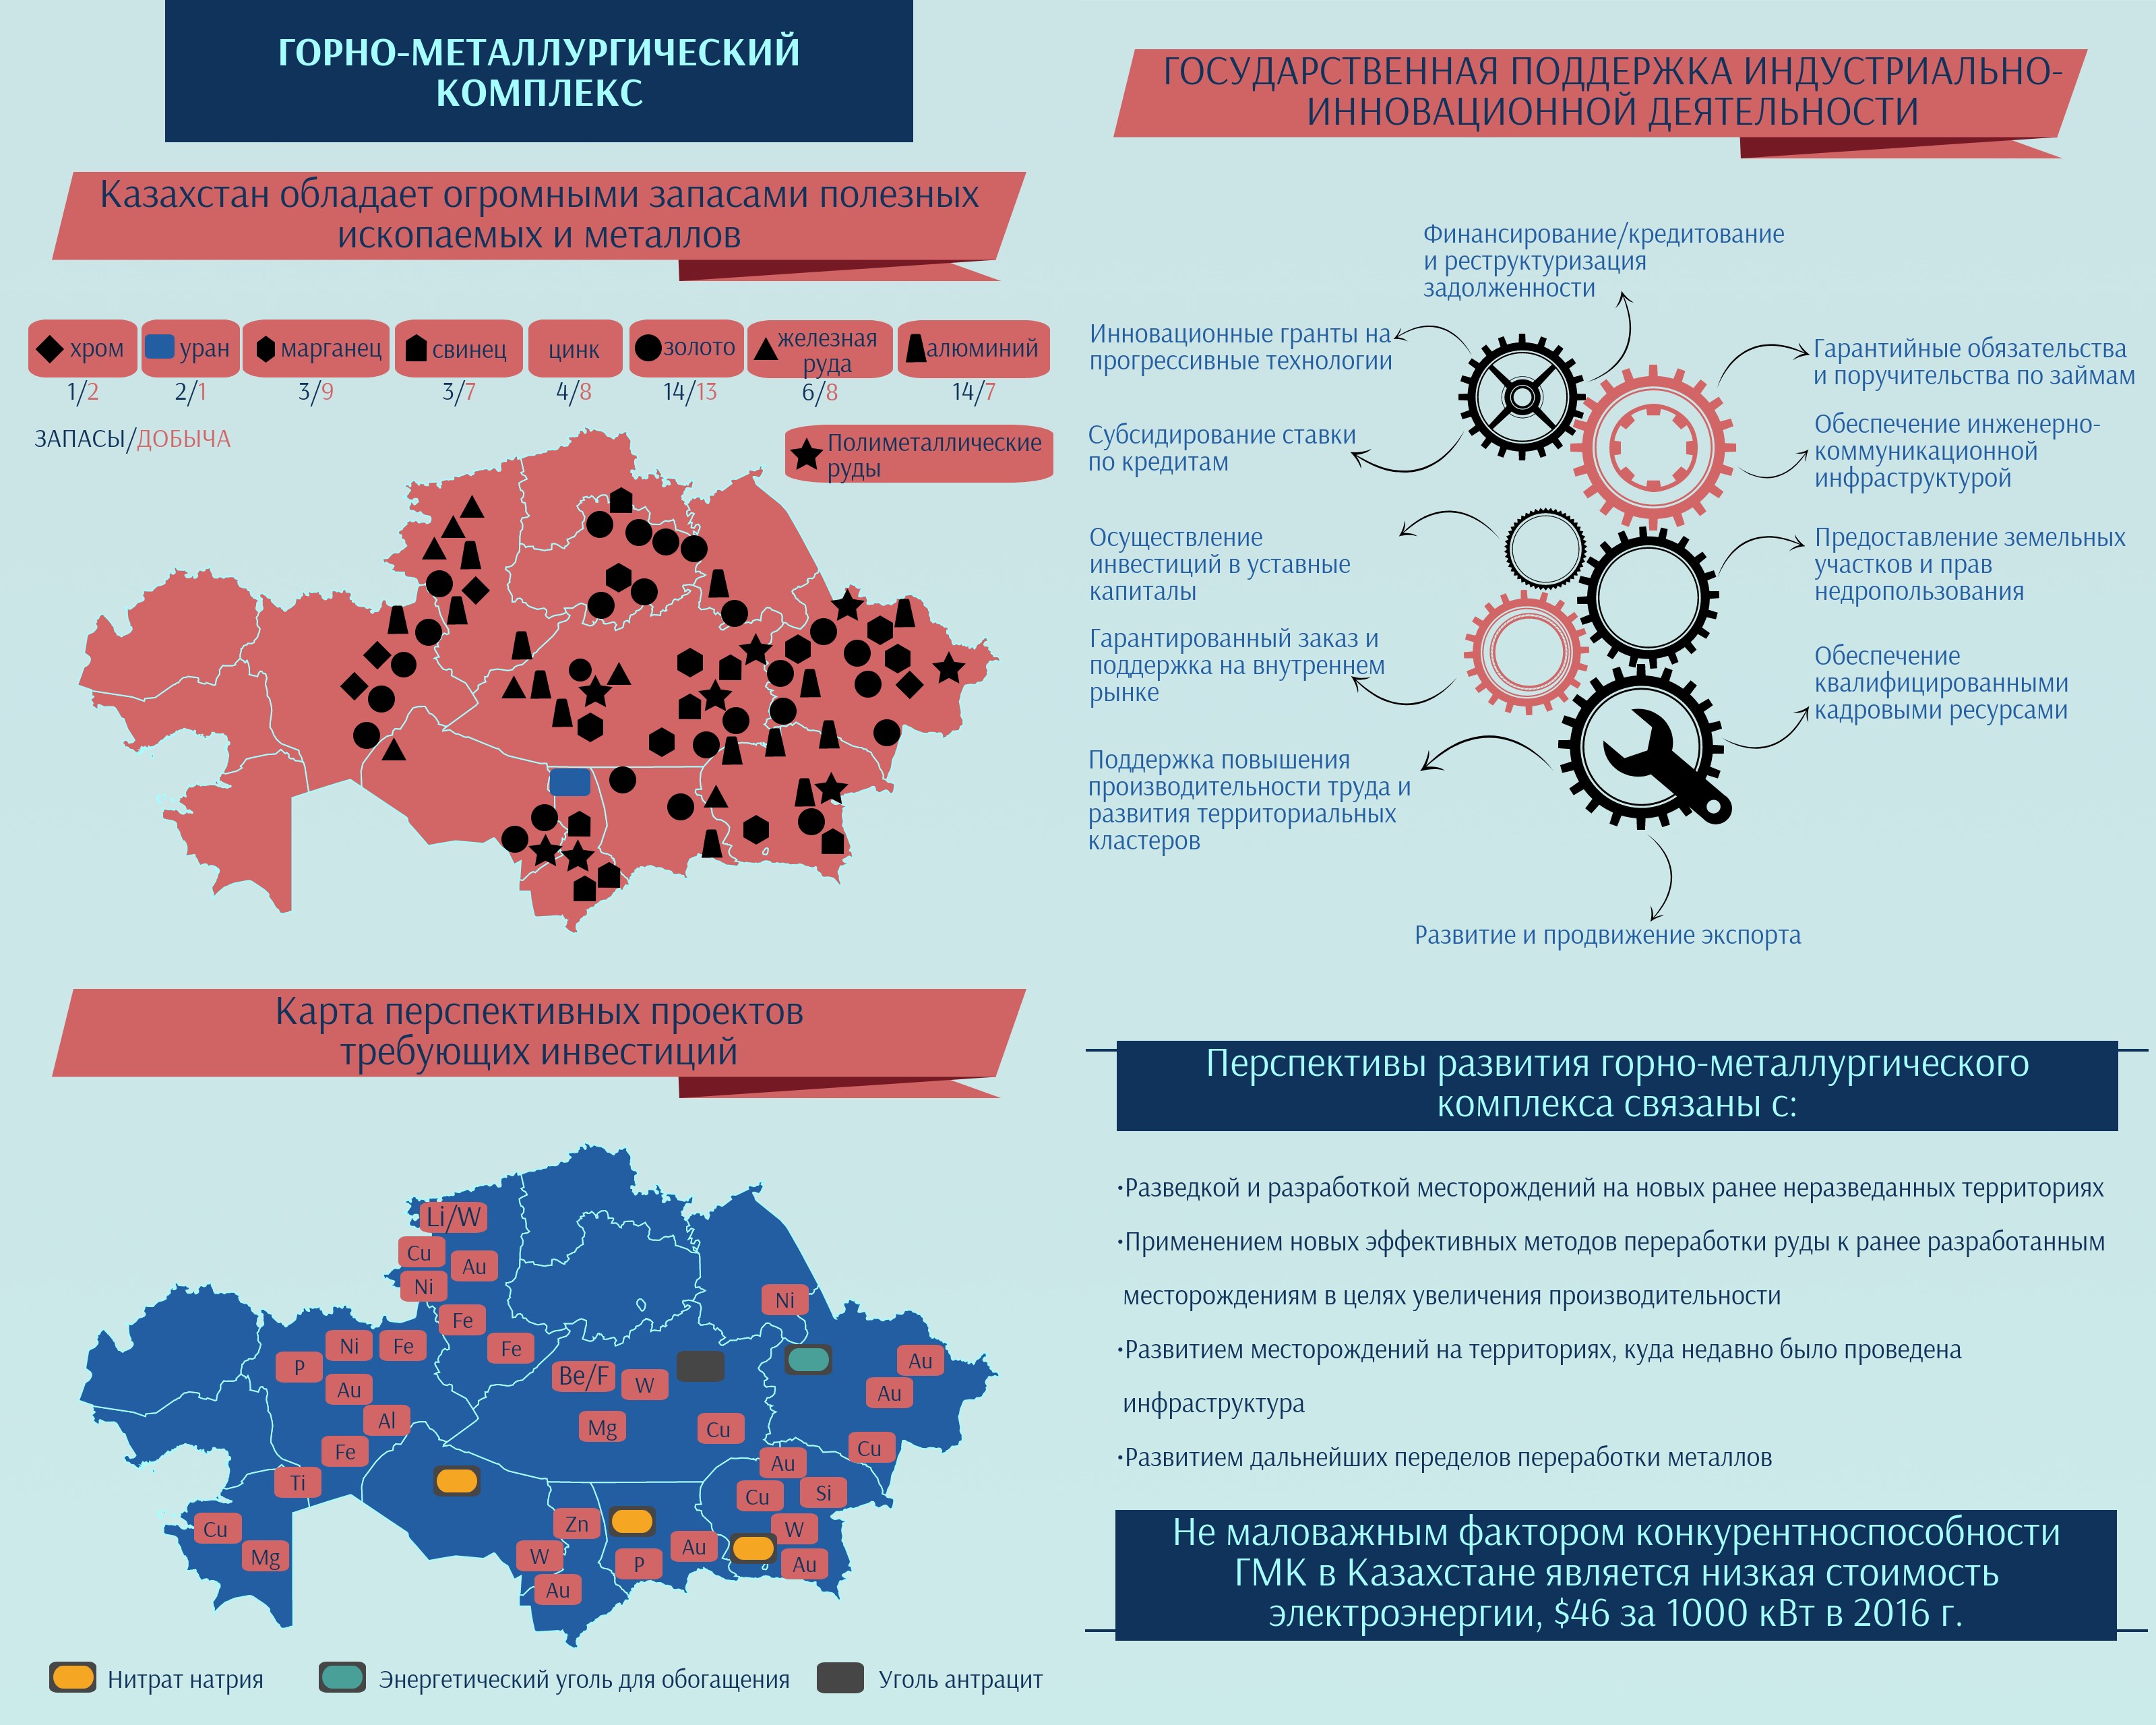 ГОРНО-МЕТАЛЛУРГИЧЕСКИЙ
КОМПЛЕКС
Казахстан обладает огромными запасами полезных
ископаемых и металлов
хром
уран
марганец
свинец
цинк
золото
железная
руда
алюминий
1/2
2/1
3/9
3/7
4/8
14/13
6/8
14/7
ЗАПАСЫ/ДОБЫЧА
Полиметаллические
руды
Карта перспективных проектов
требующих инвестиций
Li/W
Cu
Au
Ni
Fe
Ni
Ni
Fe
Fe
P
Au
Be/F
W
Au
Au
Al
Mg
Cu
Fe
Cu
Au
Ti
Cu
Si
Cu
Zn
W
Mg
W
P
Au
Au
Au
Нитрат натрия
Энергетический уголь для обогащения
Уголь антрацит
ГОСУДАРСТВЕННАЯ ПОДДЕРЖКА ИНДУСТРИАЛЬНО-
ИННОВАЦИОННОЙ ДЕЯТЕЛЬНОСТИ
Финансирование/кредитование
и реструктуризация
задолженности
Инновационные гранты на
прогрессивные технологии
Субсидирование ставки
по кредитам
Осуществление
инвестиций в уставные
капиталы
Гарантированный заказ и
поддержка на внутреннем
рынке
Поддержка повышения
производительности труда и
развития территориальных
кластеров
Гарантийные обязательства
и поручительства по займам
Обеспечение инженерно-
коммуникационной
инфраструктурой
Предоставление земельных
участков и прав
недропользования
Обеспечение
квалифицированными
кадровыми ресурсами
Развитие и продвижение экспорта
Перспективы развития горно-металлургического
комплекса связаны с:
·Разведкой и разработкой месторождений на новых ранее неразведанных территориях
·Применением новых эффективных методов переработки руды к ранее разработанным
месторождениям в целях увеличения производительности
·Развитием месторождений на территориях, куда недавно было проведена
инфраструктура
·Развитием дальнейших переделов переработки металлов
Не маловажным фактором конкурентноспособности
ГМК в Казахстане является низкая стоимость
электроэнергии, $46 за 1000 кВт в 2016 г.